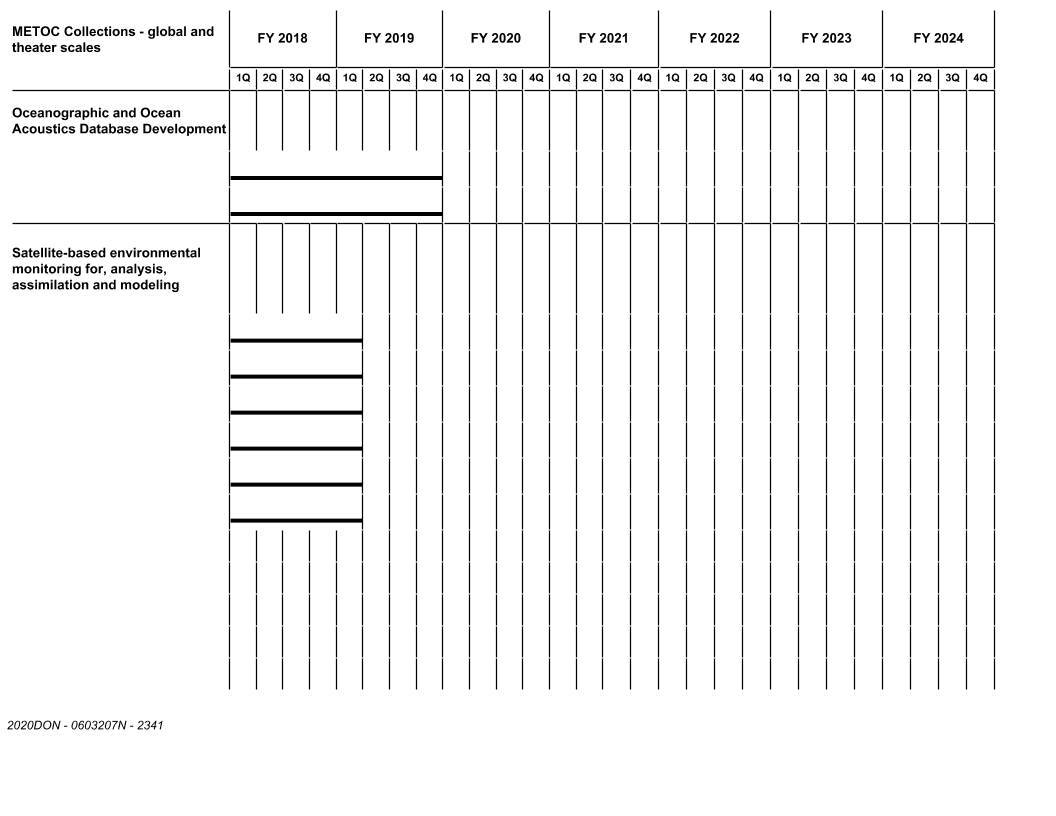 METOC Collections - global and
theater scales
FY 2018 FY 2019 FY 2020 FY 2021 FY 2022 FY 2023 FY 2024
1Q 2Q 3Q 4Q 1Q 2Q 3Q 4Q 1Q 2Q 3Q 4Q 1Q 2Q 3Q 4Q 1Q 2Q 3Q 4Q 1Q 2Q 3Q 4Q 1Q 2Q 3Q 4Q
Oceanographic and Ocean
Acoustics Database Development
Satellite-based environmental
monitoring for, analysis,
assimilation and modeling
2020DON - 0603207N - 2341